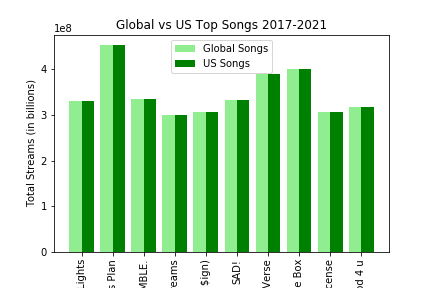 Global vs US Top Songs 2017-2021
1e8
Global Songs
US Songs
Total Streams (in billions)
4
3
2
1
0
ights
s Plan
MBLE.
eams
$ign)
SAD!
Verse
e Box
cense
od 4 u